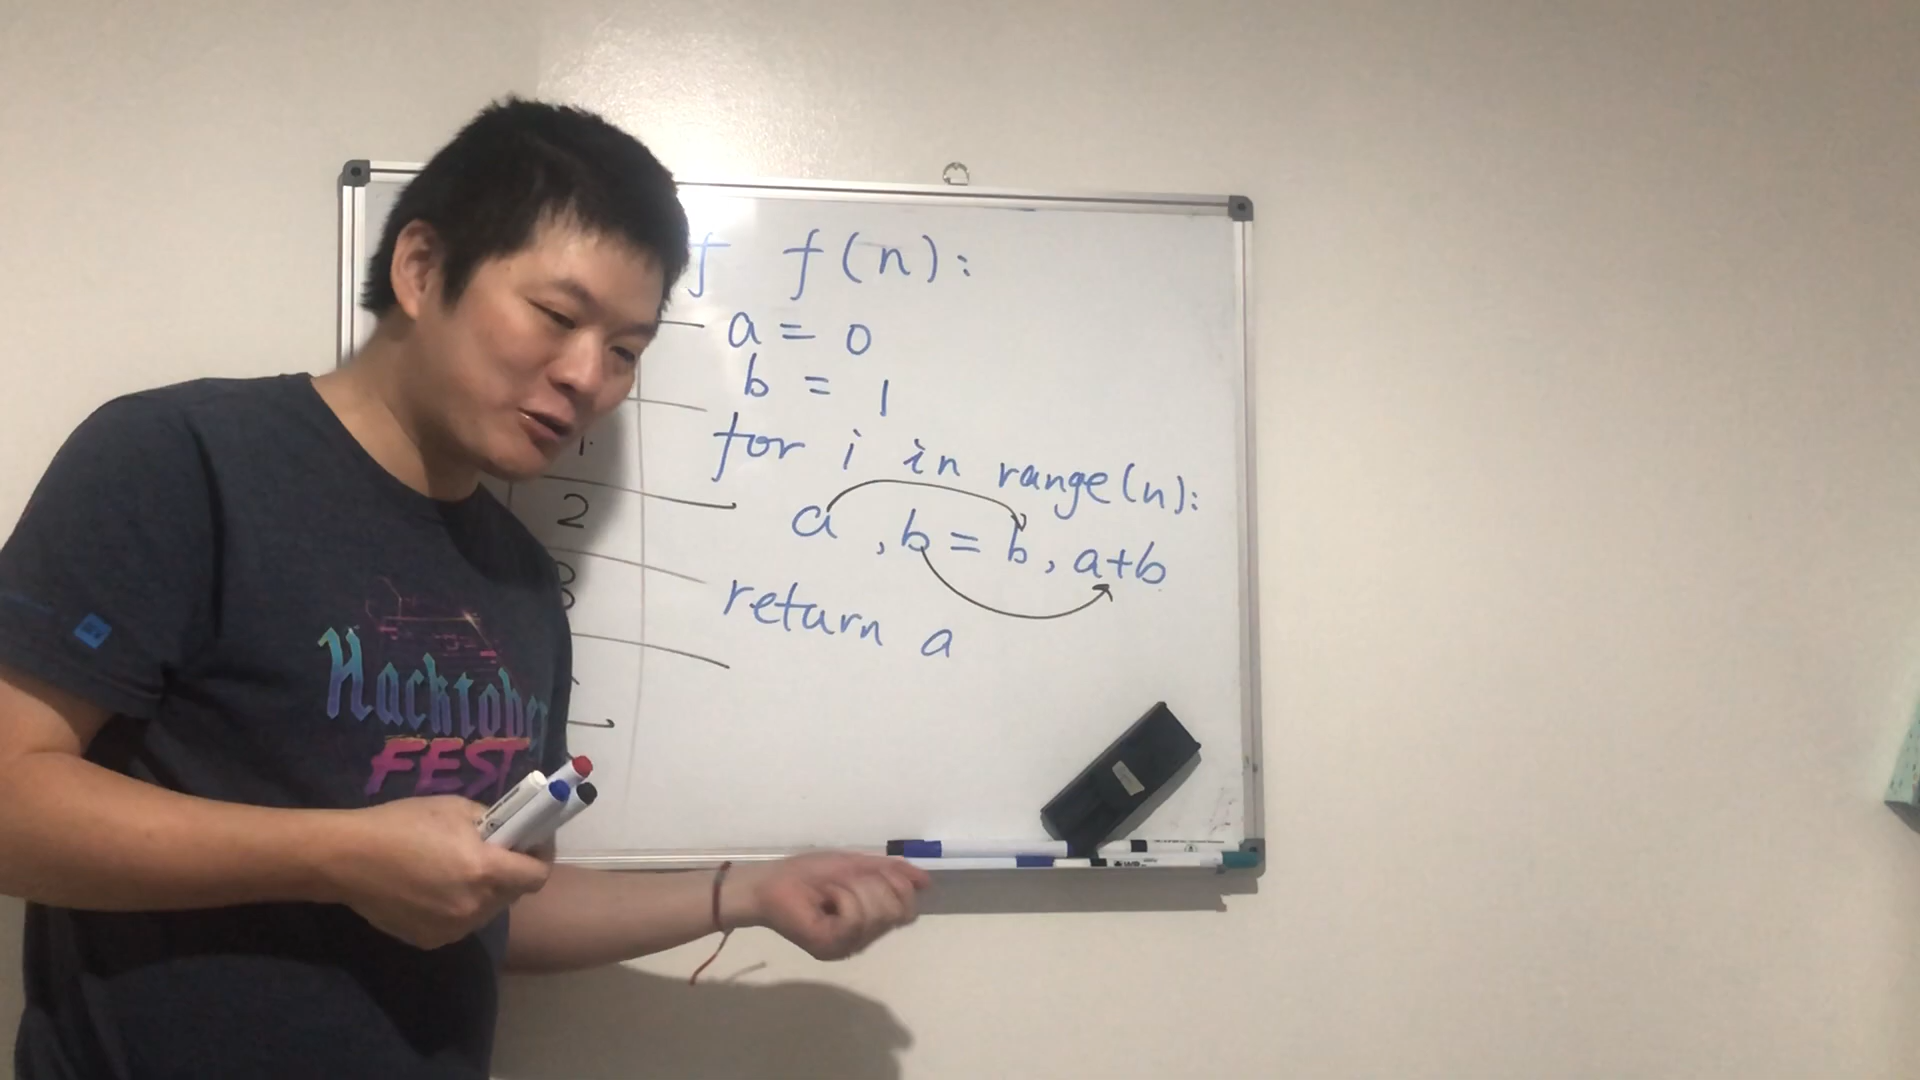 f f(n):
a = 0
b = 1
for i in range(n):
a, b = b, a+b
return a
2
Hacktober
FEST